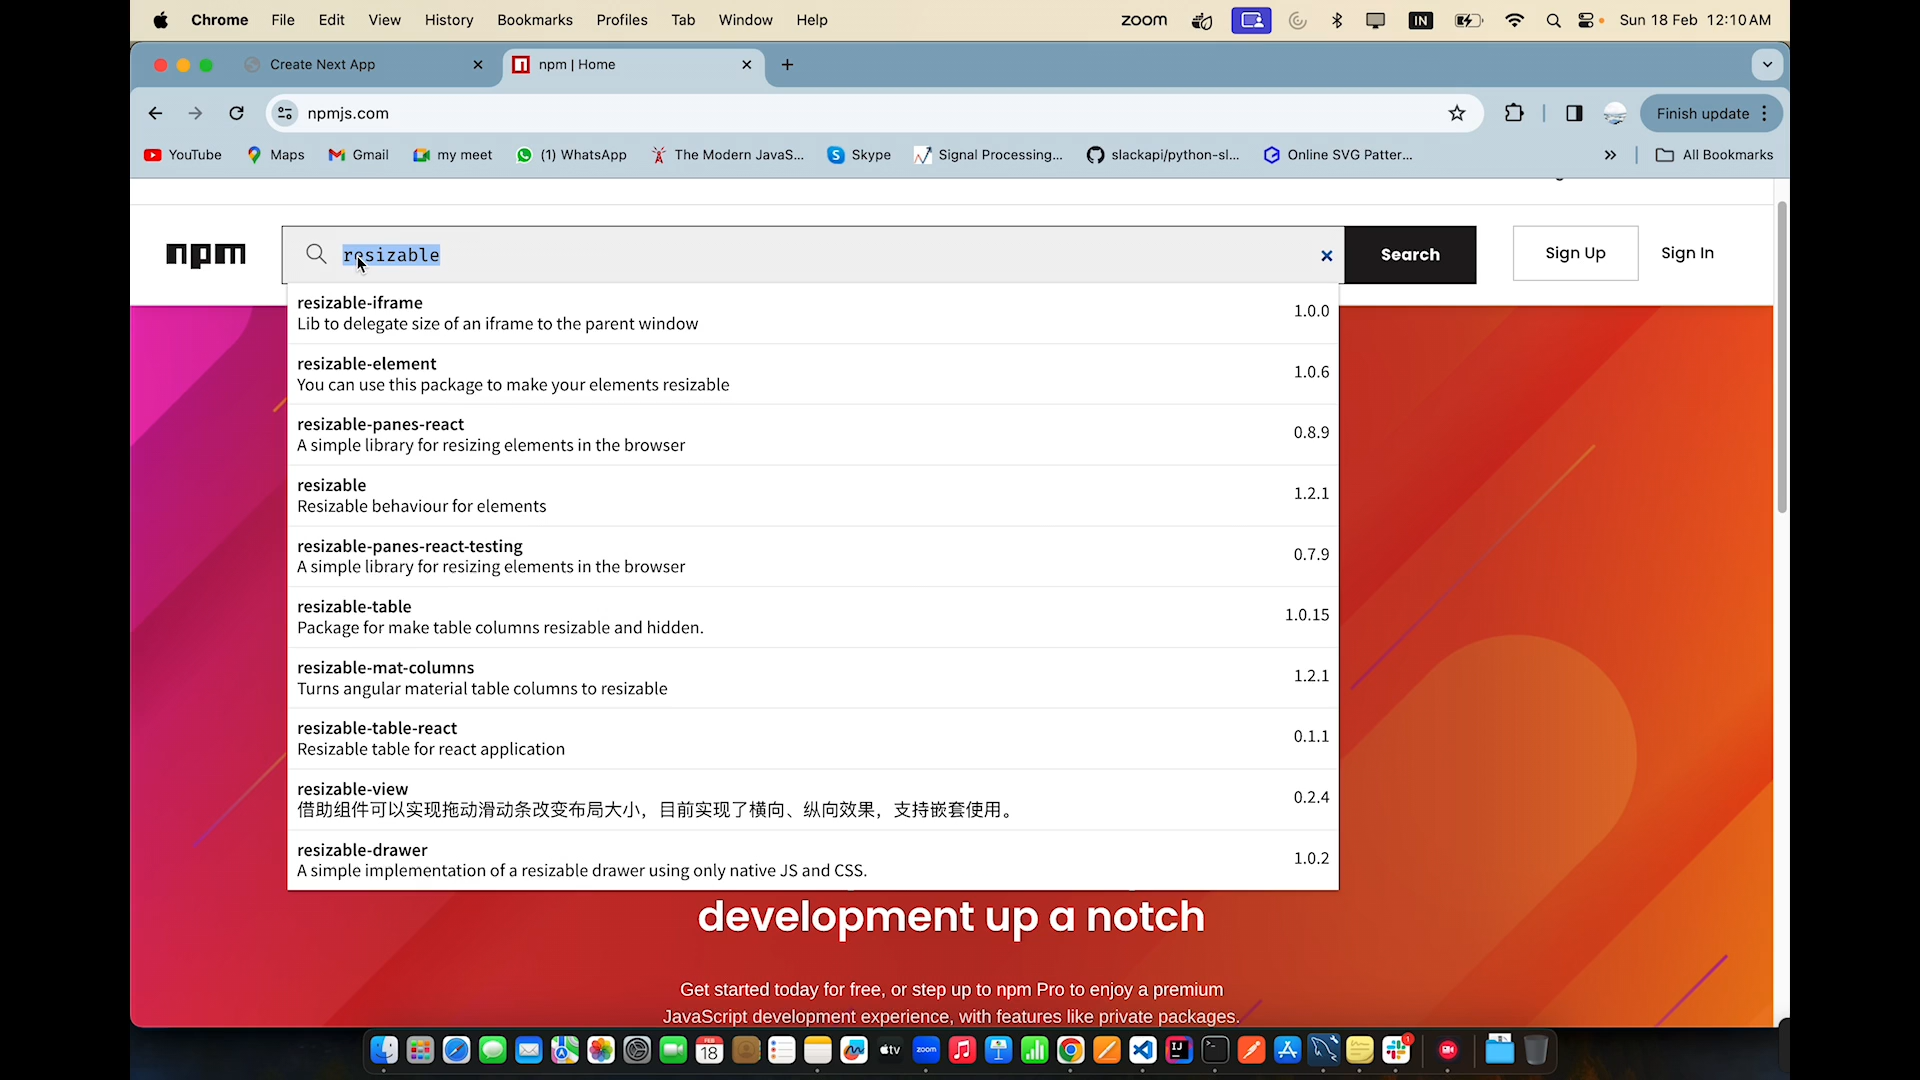 Chrome File Edit View History Bookmarks Profiles Tab Window Help zoom IN Sun 18 Feb 12:10 AM
Create Next App npm | Home
npmjs.com Finish update
YouTube Maps Gmail my meet (1) WhatsApp The Modern JavaS... Skype Signal Processing... slackapi/python-sl... Online SVG Patter... All Bookmarks
npm resizable Search Sign Up Sign In
resizable-iframe
Lib to delegate size of an iframe to the parent window 1.0.0
resizable-element
You can use this package to make your elements resizable 1.0.6
resizable-panes-react
A simple library for resizing elements in the browser 0.8.9
resizable
Resizable behaviour for elements 1.2.1
resizable-panes-react-testing
A simple library for resizing elements in the browser 0.7.9
resizable-table
Package for make table columns resizable and hidden. 1.0.15
resizable-mat-columns
Turns angular material table columns to resizable 1.2.1
resizable-table-react
Resizable table for react application 0.1.1
resizable-view
借助组件可以实现拖动滑动条改变布局大小，目前实现了横向、纵向效果，支持嵌套使用。 0.2.4
resizable-drawer
A simple implementation of a resizable drawer using only native JS and CSS. 1.0.2
development up a notch
Get started today for free, or step up to npm Pro to enjoy a premium
JavaScript development experience, with features like private packages.
FEB 18 tv zoom IJ 1